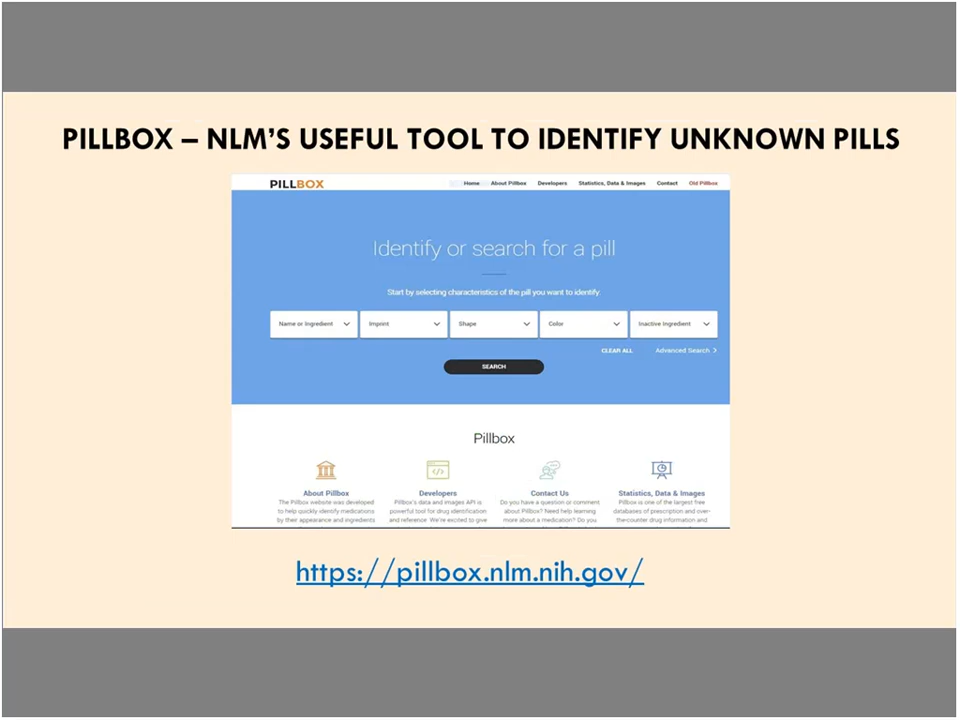 PILLBOX – NLM'S USEFUL TOOL TO IDENTIFY UNKNOWN PILLS
PILLBOX
Home About Pillbox Developers Statistics, Data & Images Contact Old Pillbox
Identify or search for a pill
Start by selecting characteristics of the pill you want to identify
Name or Ingredient Imprint Shape Color Inactive Ingredient
CLEAR ALL Advanced Search
SEARCH
Pillbox
About Pillbox Developers Contact Us Statistics, Data & Images
The Pillbox website was developed Pillbox's data and images API is Do you have a question or comment Pillbox is one of the largest free
to help quickly identify medications powerful tool for drug identification about Pillbox? Need help learning databases of prescription and over-
by their appearance and ingredients and reference. We're excited to give more about a medication? Do you the-counter drug information and
https://pillbox.nlm.nih.gov/